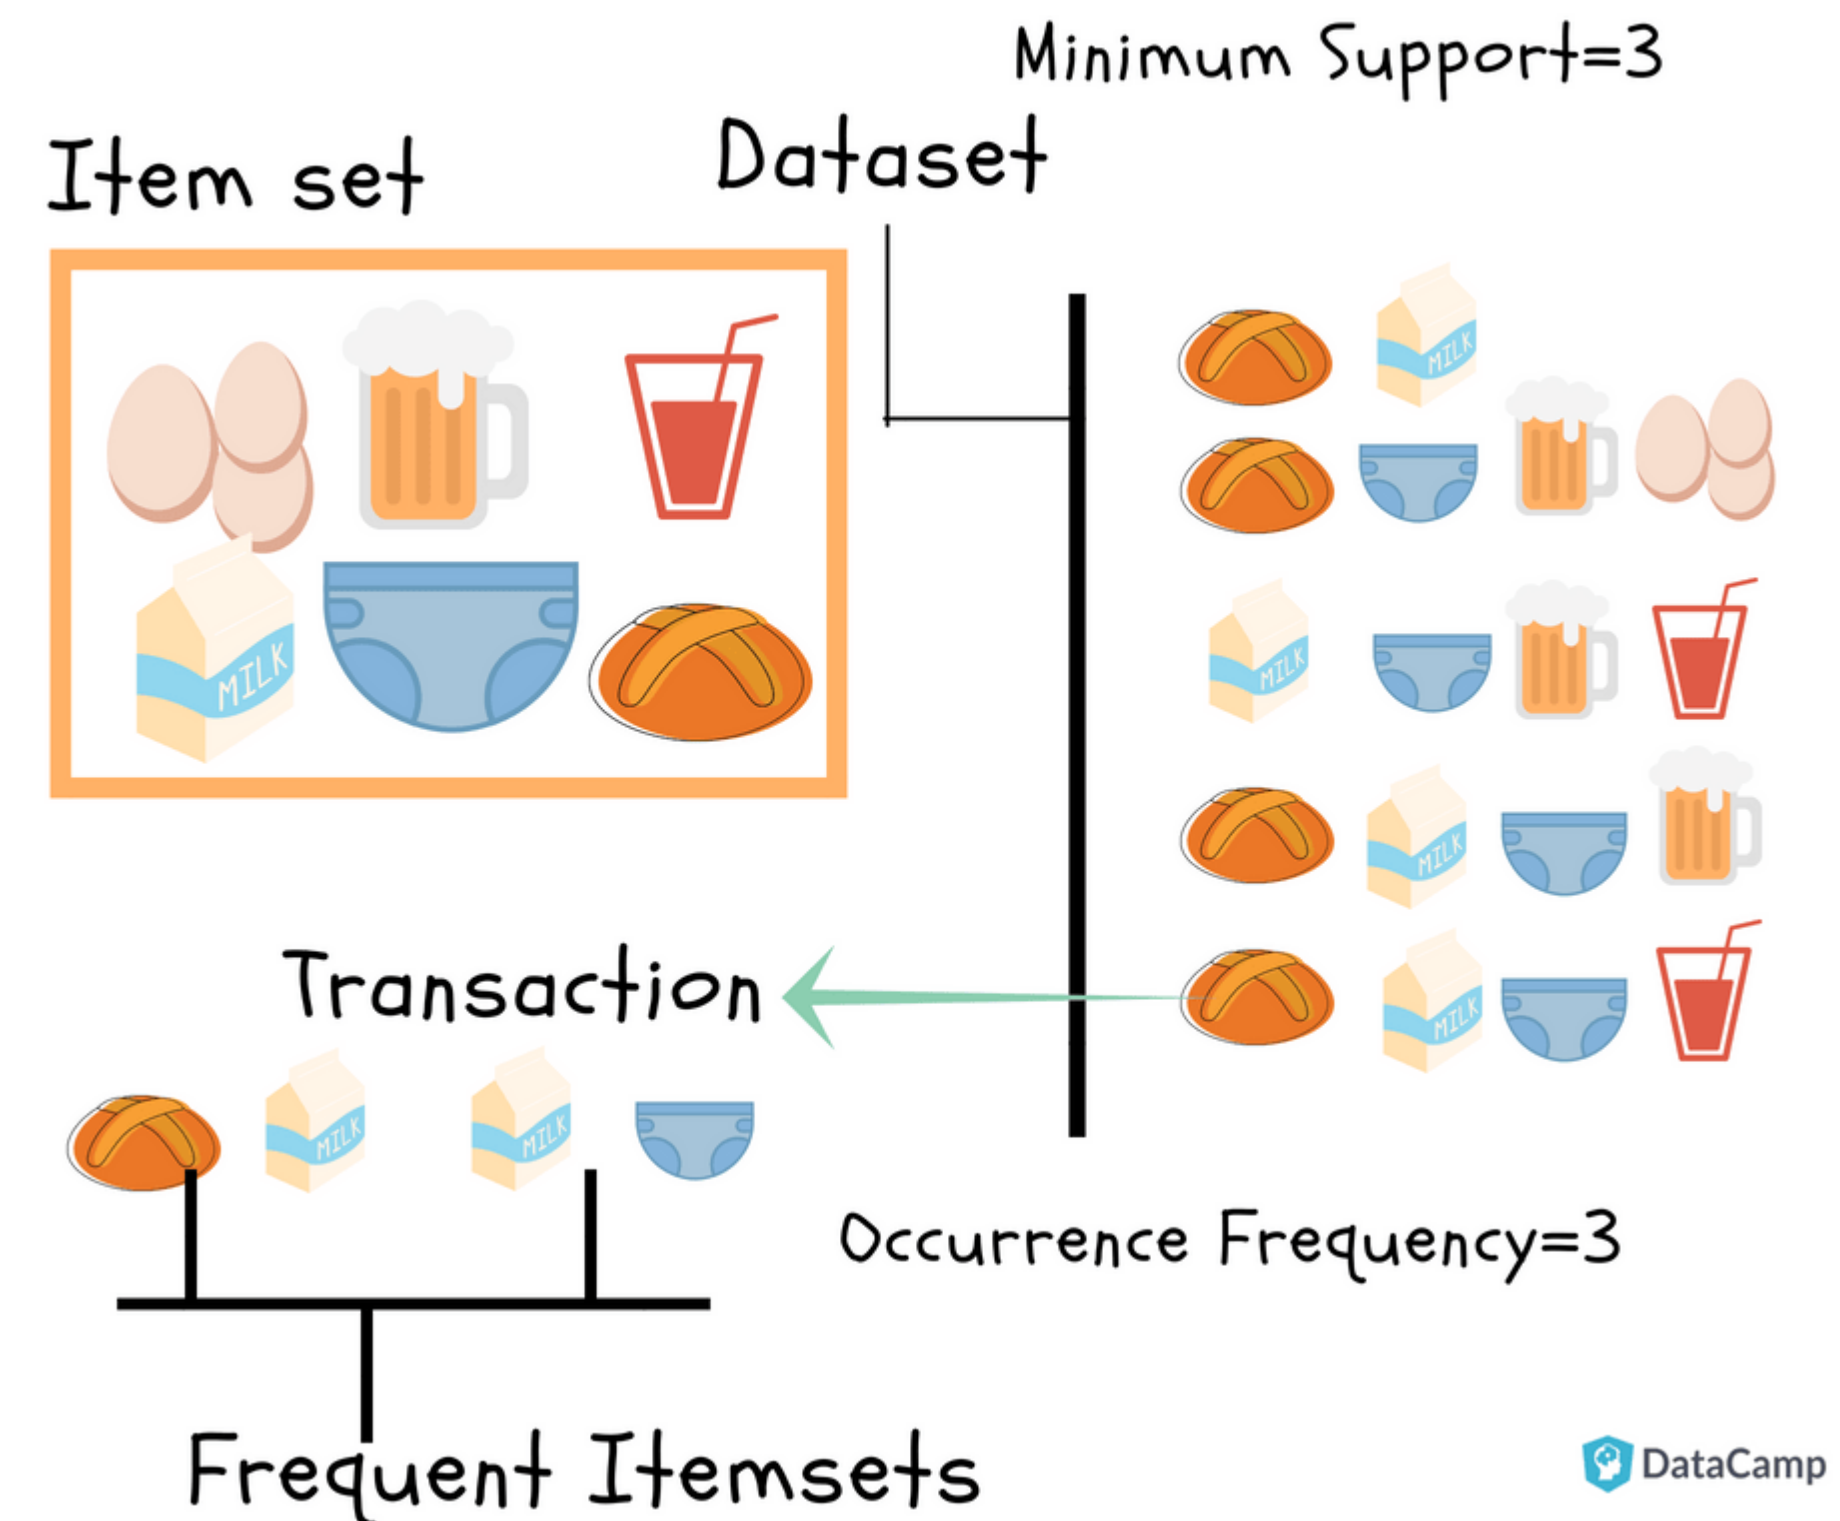 Minimum Support=3
Dataset
Item set
MILK
MILK
MILK
MILK
MILK
Transaction
MILK
MILK
Occurrence Frequency=3
Frequent Itemsets
DataCamp